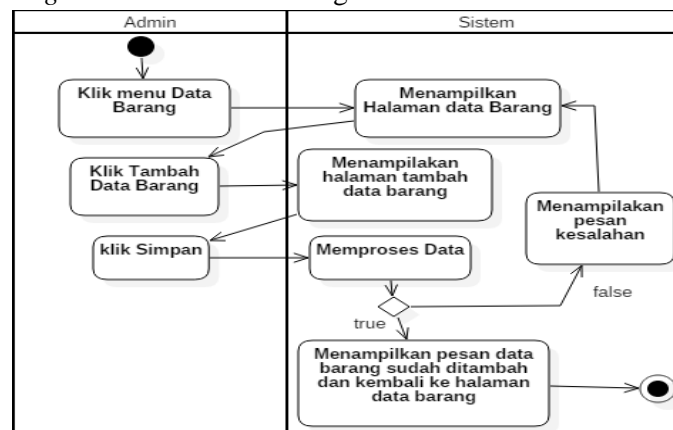 Admin
Sistem
Klik menu Data
Barang
Menampilkan
Halaman data Barang
Klik Tambah
Data Barang
Menampilakan
halaman tambah
data barang
Menampilakan
pesan
kesalahan
klik Simpan
Memproses Data
false
true
Menampilkan pesan data
barang sudah ditambah
dan kembali ke halaman
data barang